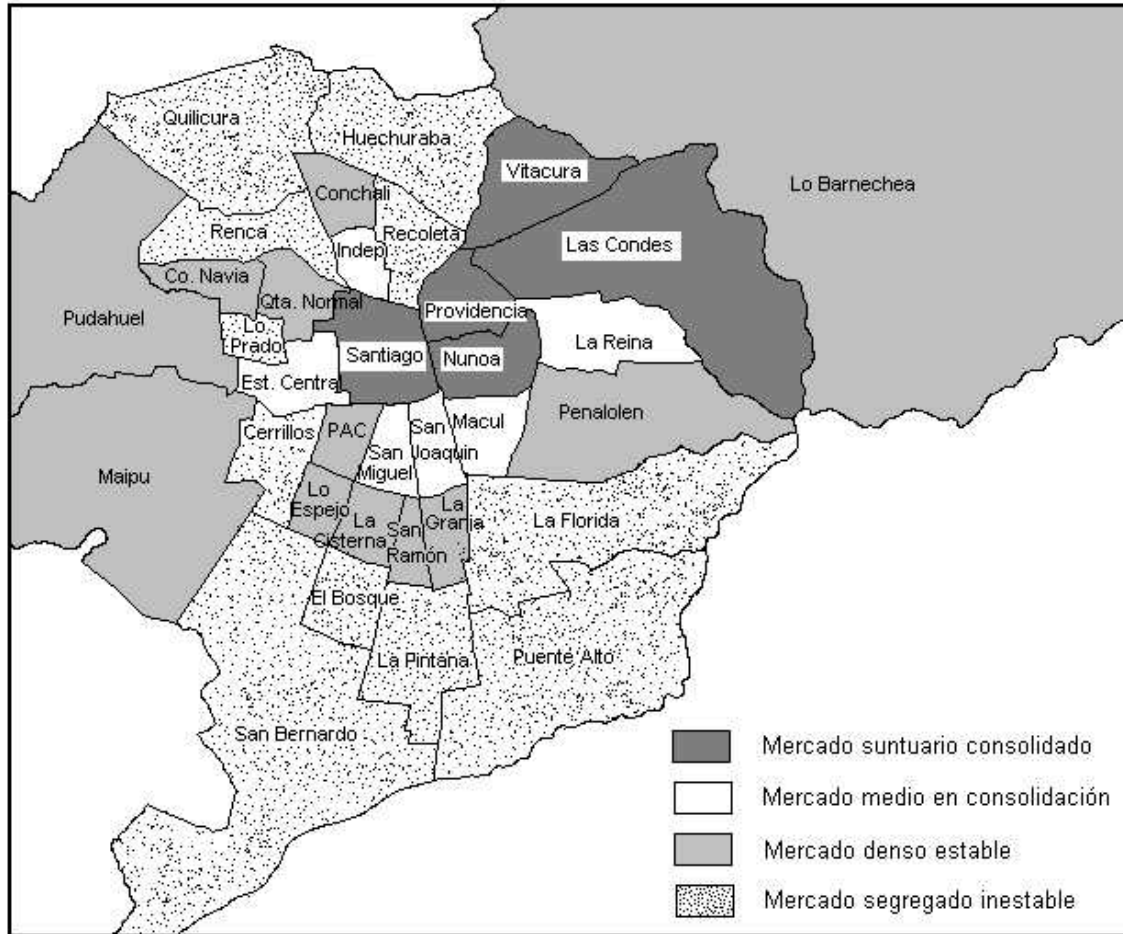 Quilicura
Huechuraba
Vitacura
Lo Barnechea
Conchali
Renca
Indep
Recoleta
Las Condes
Co. Navia
Qta. Normal
Providencia
Pudahuel
Lo
Prado
Santiago
Nunoa
La Reina
Est. Central
Penalolen
Cerrillos
PAC
San
Miguel
San
Joaquin
Macul
Maipu
Lo
Espejo
La
Cisterna
San
Ramón
La
Granja
La Florida
El Bosque
La Pintana
Puente Alto
San Bernardo
Mercado suntuario consolidado
Mercado medio en consolidación
Mercado denso estable
Mercado segregado inestable